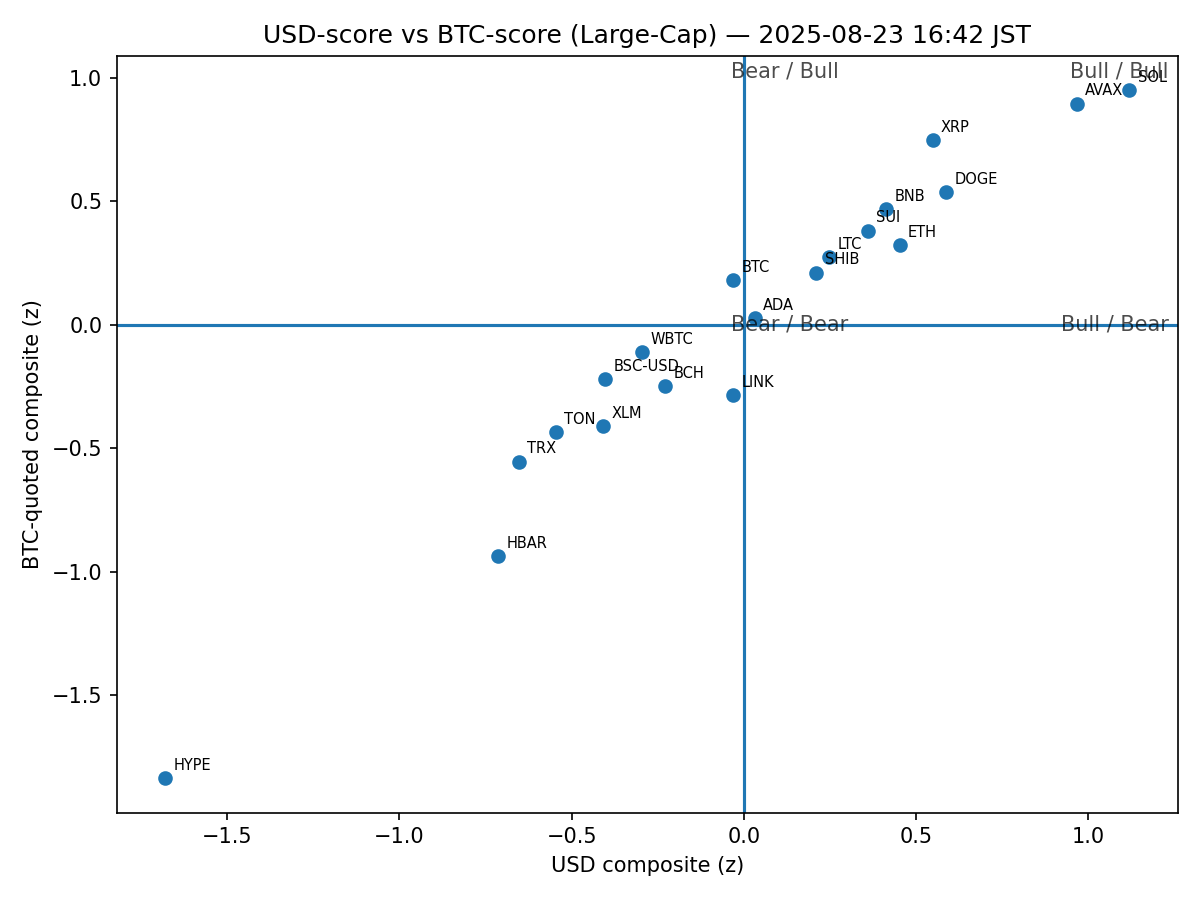 USD-score vs BTC-score (Large-Cap) — 2025-08-23 16:42 JST
Bear / Bull
Bull / Bull
SOL
AVAX
XRP
DOGE
BNB
SUI
ETH
LTC
SHIB
BTC
ADA
Bear / Bear
Bull / Bear
WBTC
BSC-USD
BCH
LINK
XLM
TON
TRX
HBAR
HYPE
1.0
0.5
0.0
−0.5
−1.0
−1.5
BTC-quoted composite (z)
−1.5
−1.0
−0.5
0.0
0.5
1.0
USD composite (z)